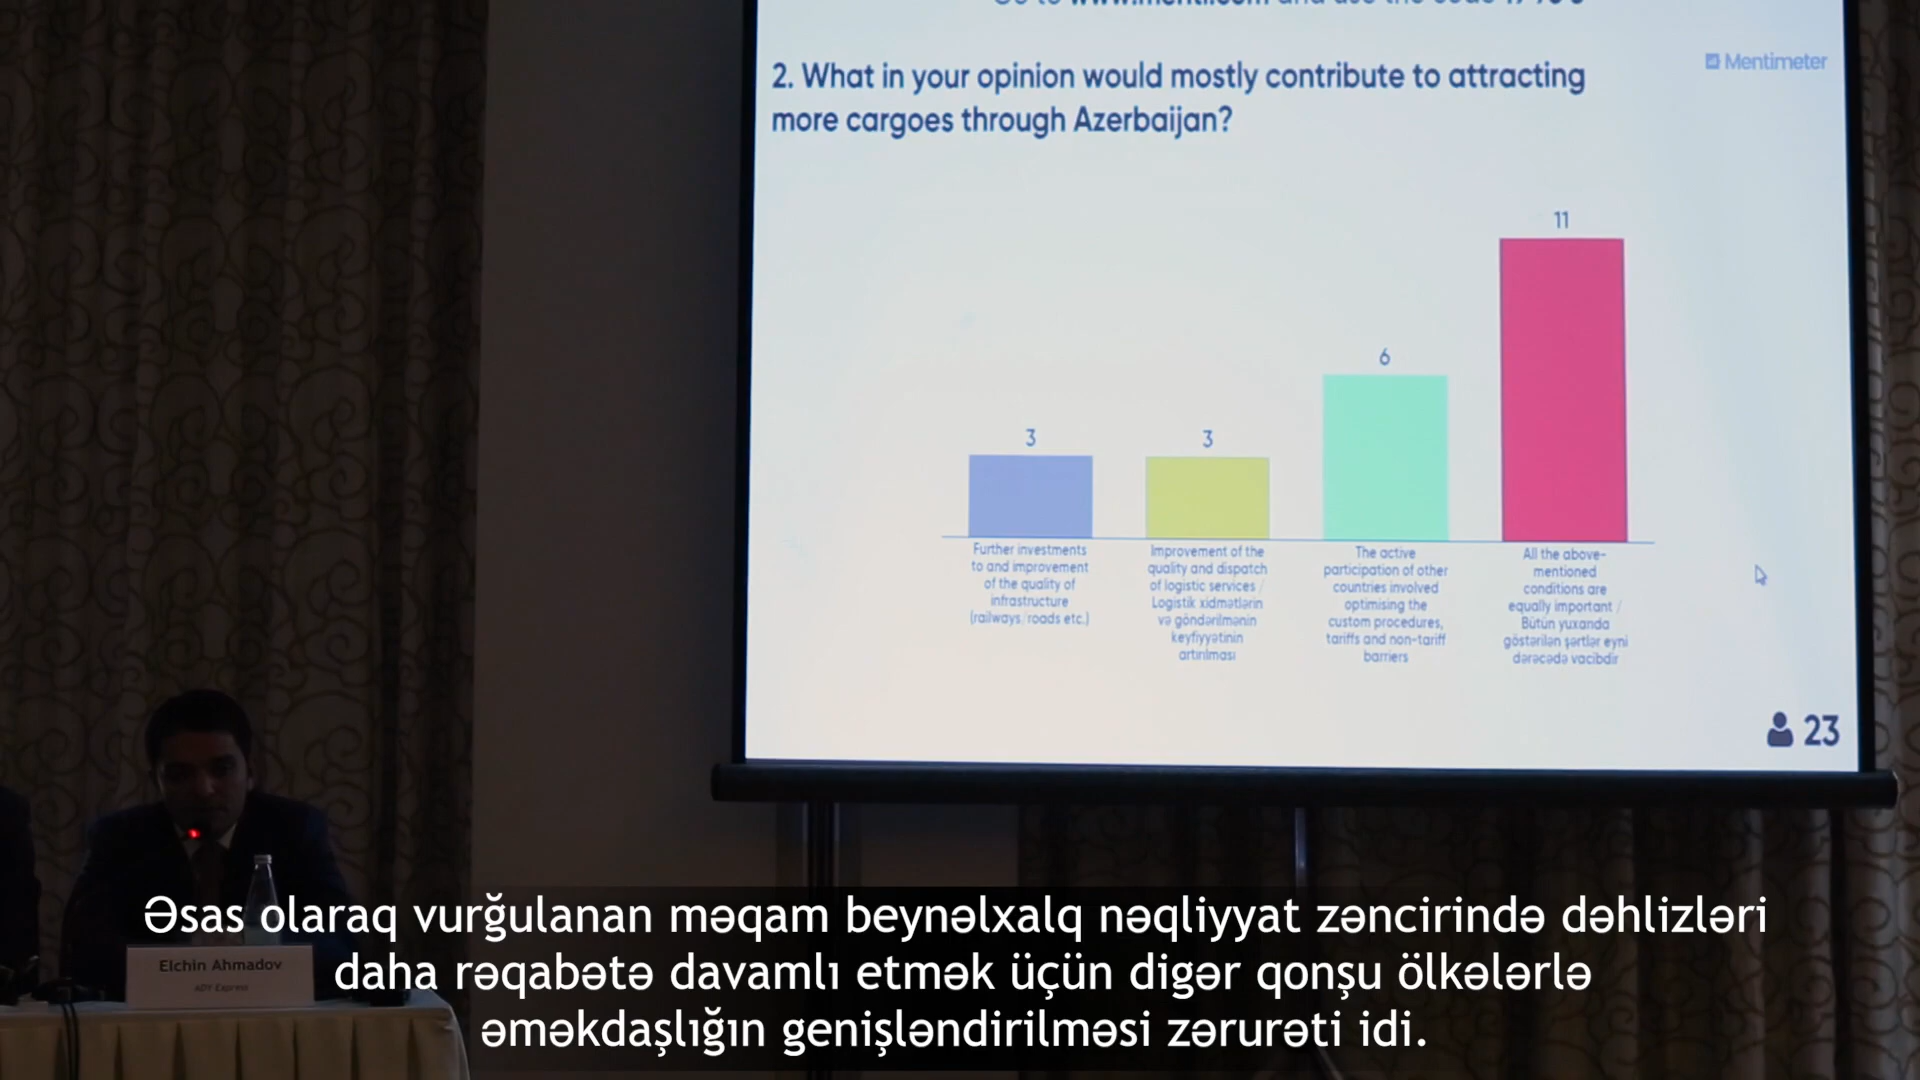 Mentimeter
2. What in your opinion would mostly contribute to attracting
more cargoes through Azerbaijan?
3
3
6
11
Further investments
to and improvement
of the quality of
infrastructure
(railways/roads etc.)
Improvement of the
quality and dispatch
of logistic services /
Logistik xidmətlərin
və göndərilmənin
keyfiyyətinin
artırılması
The active
participation of other
countries involved
optimising the
custom procedures,
tariffs and non-tariff
barriers
All the above-
mentioned
conditions are
equally important /
Bütün yuxarıda
göstərilən şərtlər eyni
dərəcədə vacibdir
23
Elchin Ahmadov
ADY Express
Əsas olaraq vurğulanan məqam beynəlxalq nəqliyyat zəncirində dəhlizləri
daha rəqabətə davamlı etmək üçün digər qonşu ölkələrlə
əməkdaşlığın genişləndirilməsi zərurəti idi.